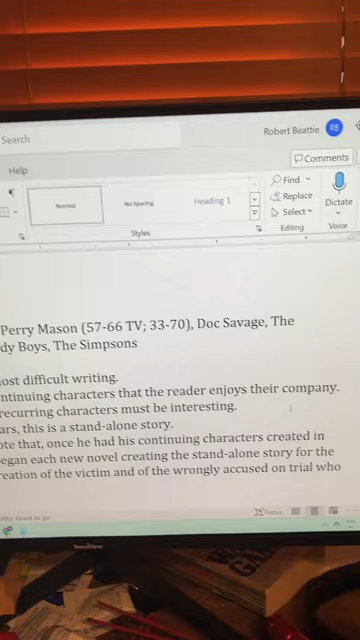 Search
Robert Beattie RB
Help
Comments
Normal
No Spacing
Heading 1
Find
Replace
Select
Dictate
Styles
Editing
Voice
Perry Mason (57-66 TV; 33-70), Doc Savage, The
dy Boys, The Simpsons
ost difficult writing.
ntinuing characters that the reader enjoys their company.
recurring characters must be interesting.
ars, this is a stand-alone story.
ote that, once he had his continuing characters created in
egan each new novel creating the stand-alone story for the
reation of the victim and of the wrongly accused on trial who
Good to go
Focus